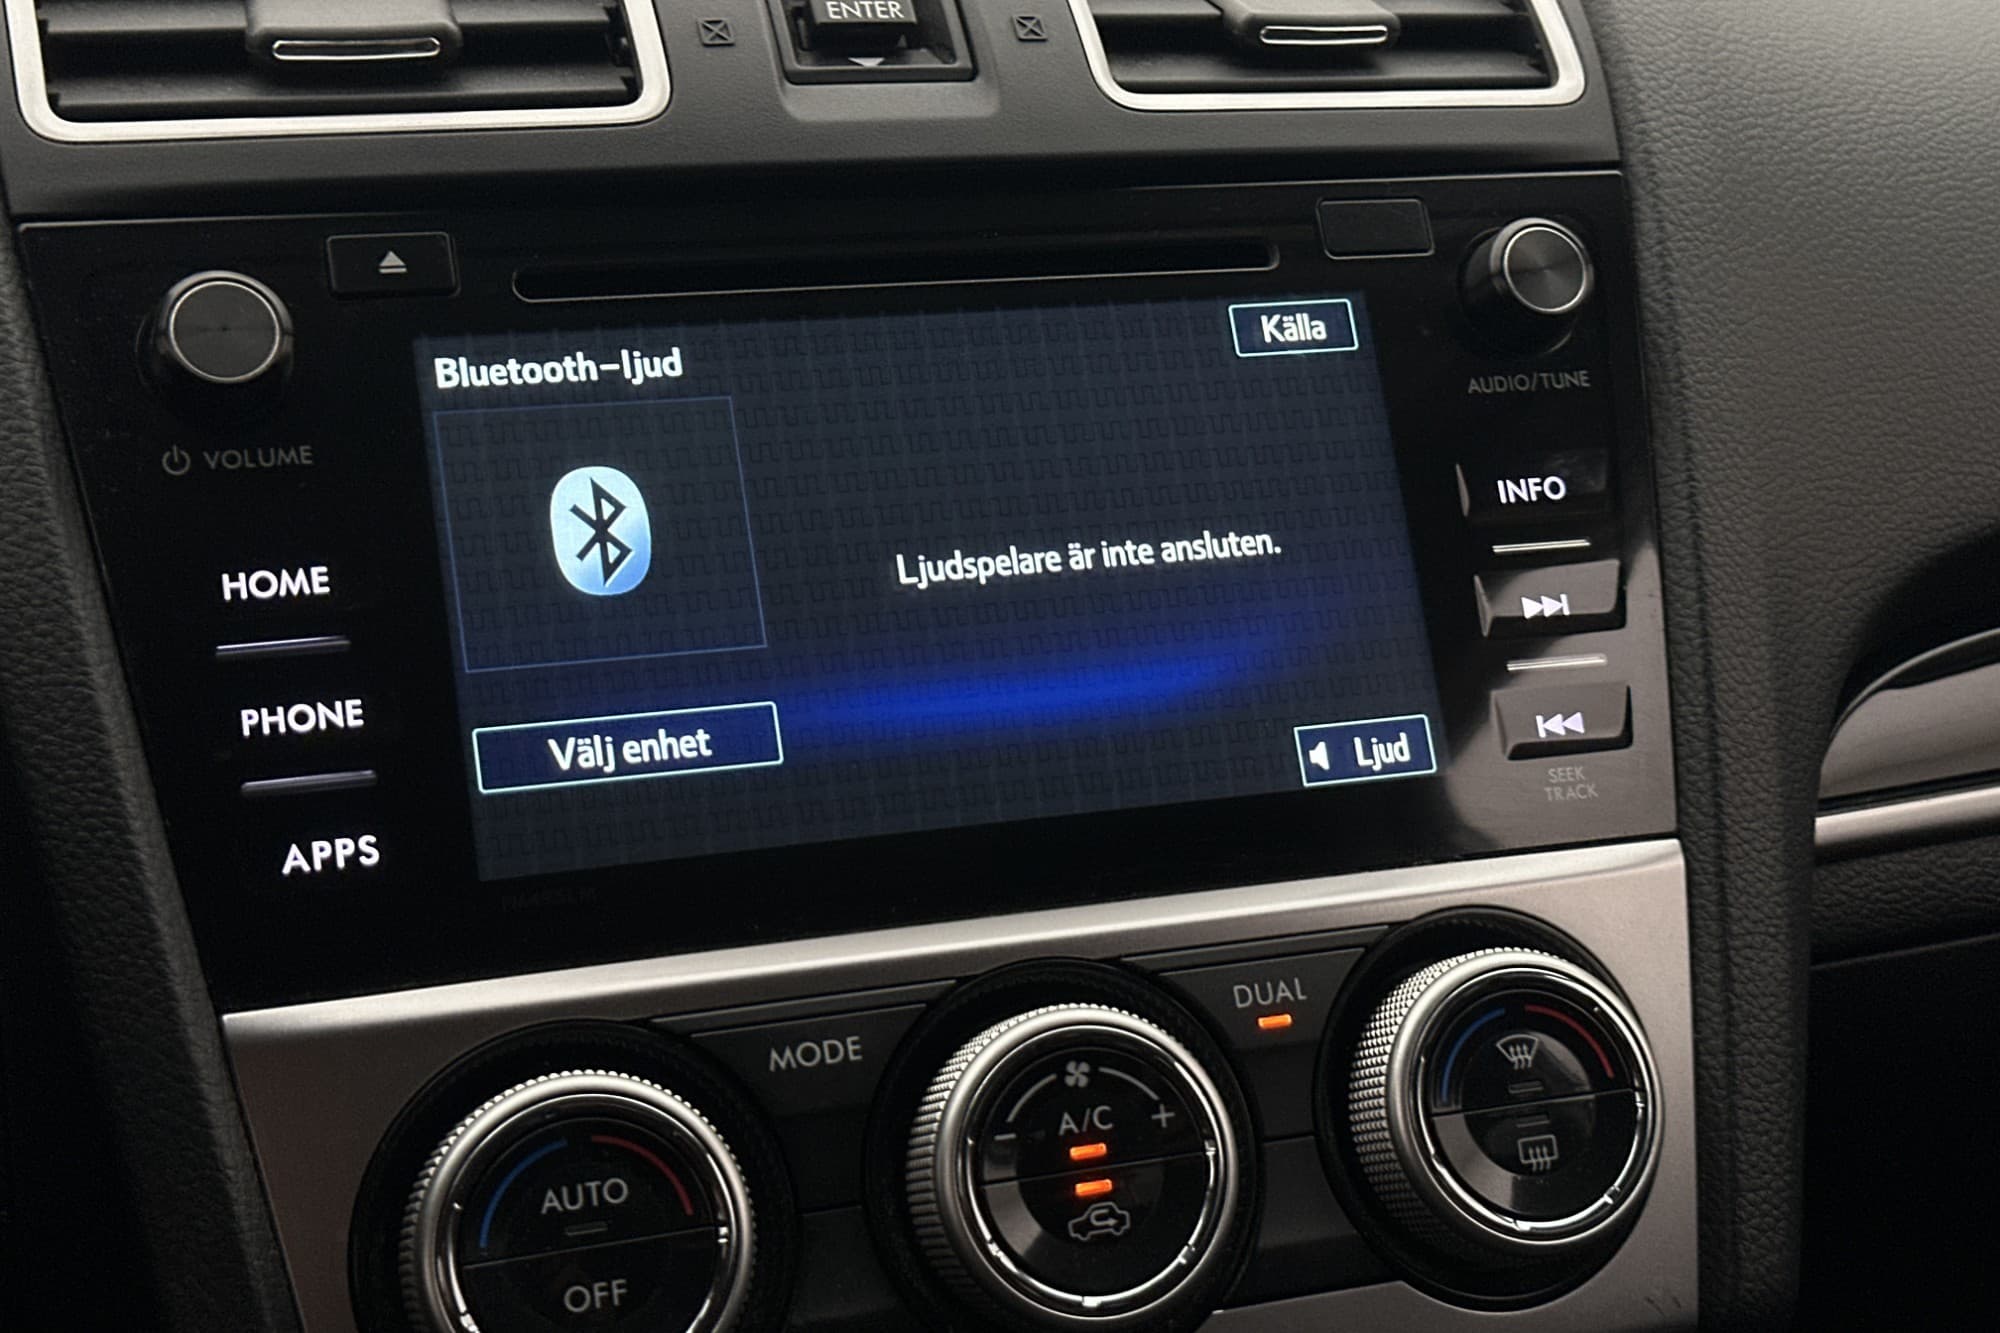 ENTER
VOLUME
AUDIO/TUNE
Bluetooth-ljud
Källa
INFO
HOME
Ljudspelare är inte ansluten.
PHONE
Välj enhet
Ljud
SEEK
TRACK
APPS
MODE
DUAL
A/C
- +
AUTO
OFF